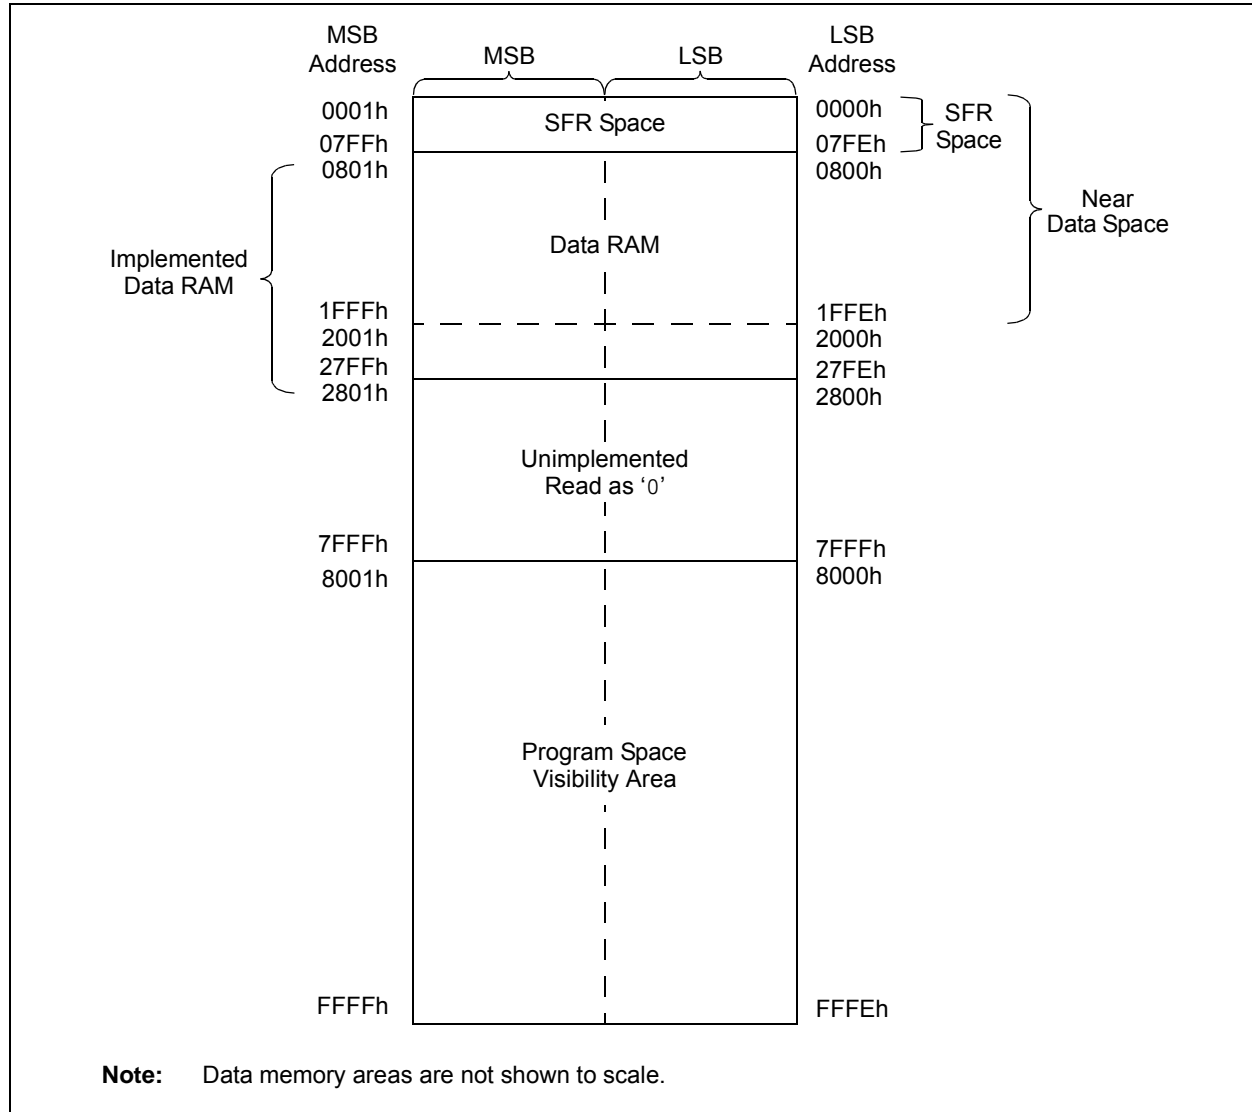 MSB
Address
MSB
LSB
LSB
Address
0001h
SFR Space
0000h
SFR
Space
07FFh
07FEh
0801h
0800h
Near
Data Space
Implemented
Data RAM
Data RAM
1FFFh
1FFEh
2001h
2000h
27FFh
27FEh
2801h
2800h
Unimplemented
Read as ‘0’
7FFFh
7FFFh
8001h
8000h
Program Space
Visibility Area
FFFFh
FFFEh
Note: Data memory areas are not shown to scale.